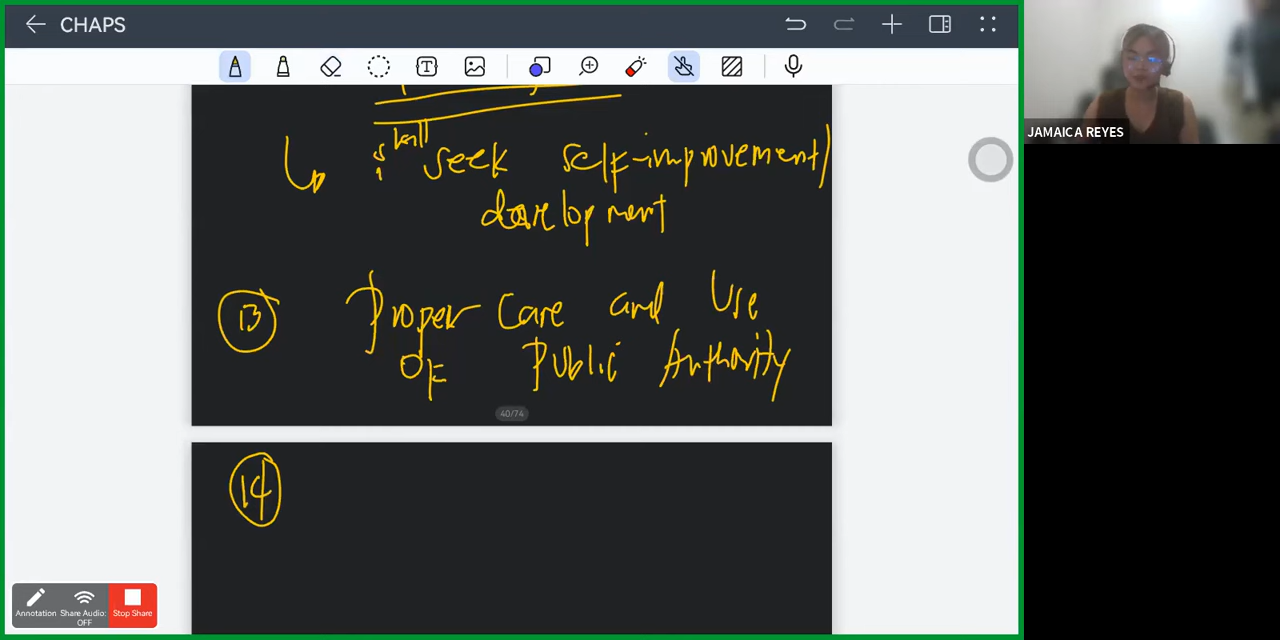 CHAPS
JAMAICA REYES
shall seek self-improvement/
development
13 Proper Care and Use
OF Public Authority
40/74
14
Annotation
Share Audio:
OFF
Stop Share